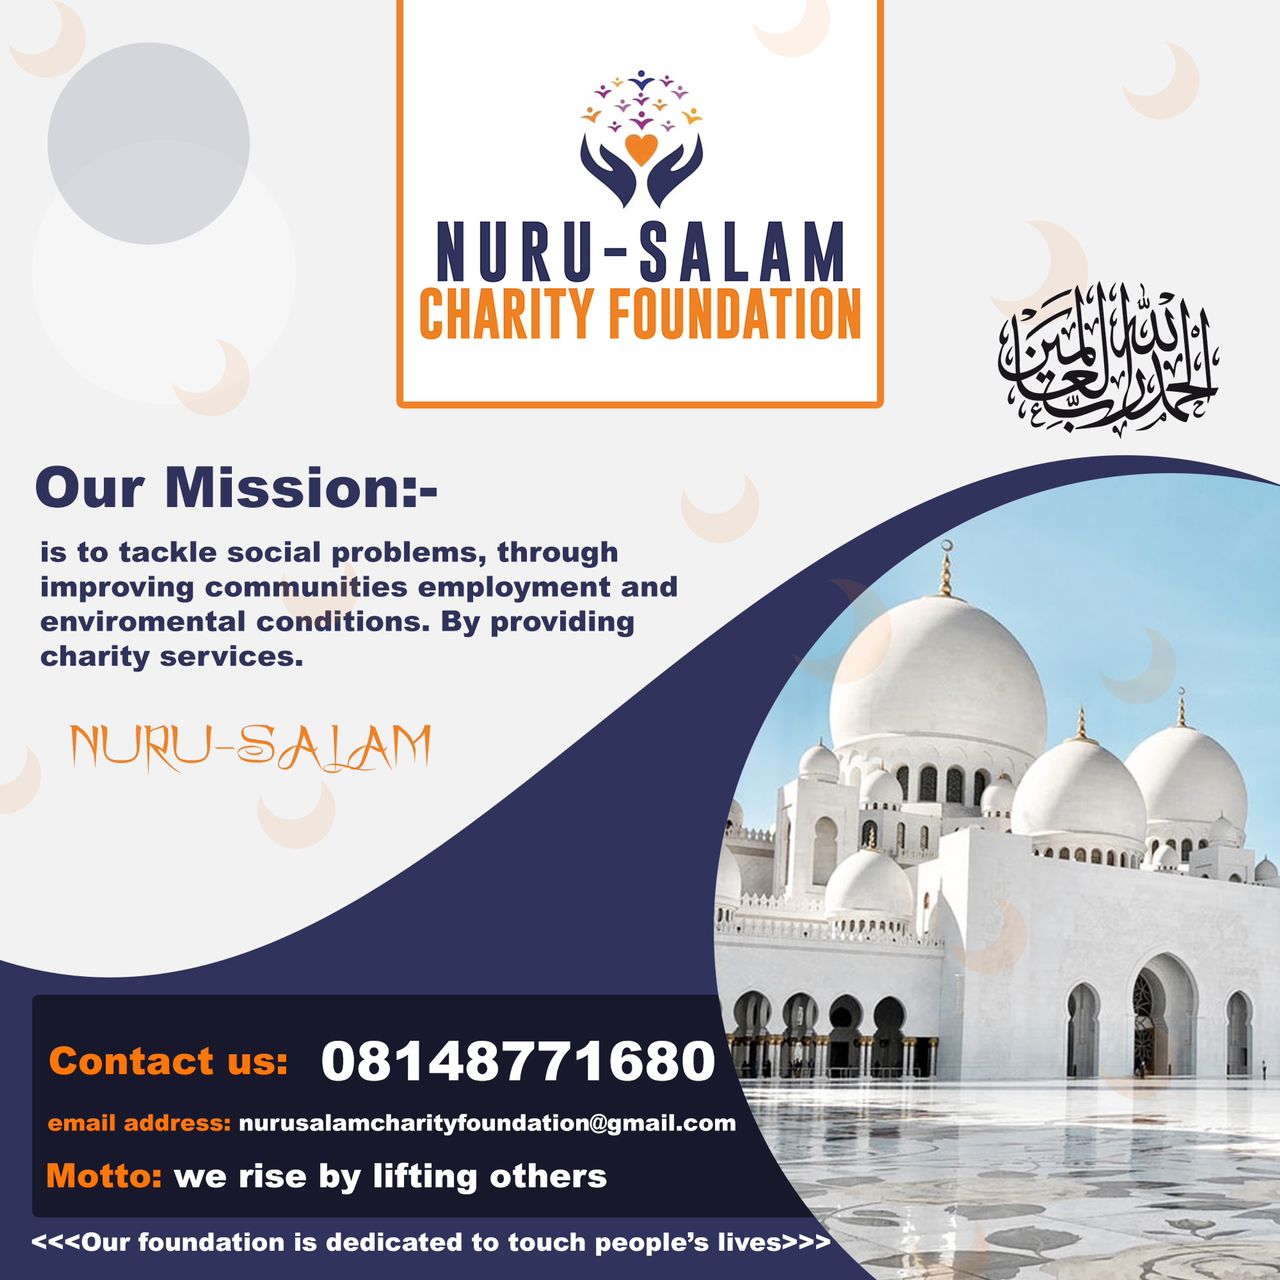 NURU-SALAM
CHARITY FOUNDATION
الحمد لله رب العالمين
Our Mission:-
is to tackle social problems, through
improving communities employment and
enviromental conditions. By providing
charity services.
NURU-SALAM
Contact us: 08148771680
email address: nurusalamcharityfoundation@gmail.com
Motto: we rise by lifting others
<<<Our foundation is dedicated to touch people’s lives>>>